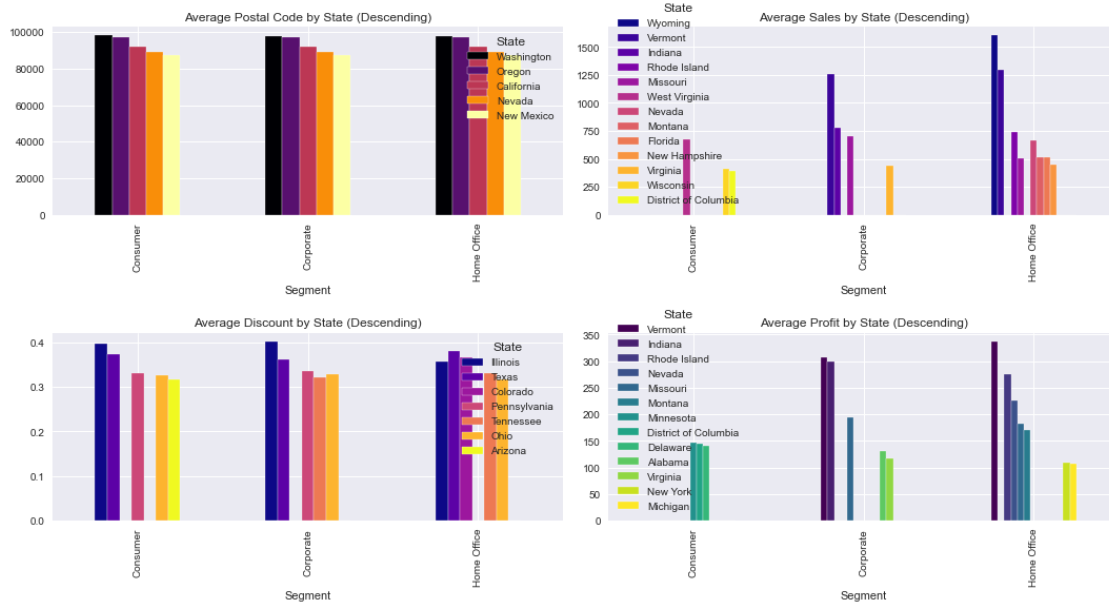 Average Postal Code by State (Descending)
100000
80000
60000
40000
20000
0
State
Washington
Oregon
California
Nevada
New Mexico
Consumer
Corporate
Home Office
Segment
Average Sales by State (Descending)
1500
1250
1000
750
500
250
0
State
Wyoming
Vermont
Indiana
Rhode Island
Missouri
West Virginia
Nevada
Montana
Florida
New Hampshire
Virginia
Wisconsin
District of Columbia
Consumer
Corporate
Home Office
Segment
Average Discount by State (Descending)
0.4
0.3
0.2
0.1
0.0
State
Illinois
Texas
Colorado
Pennsylvania
Tennessee
Ohio
Arizona
Consumer
Corporate
Home Office
Segment
Average Profit by State (Descending)
350
300
250
200
150
100
50
0
State
Vermont
Indiana
Rhode Island
Nevada
Missouri
Montana
Minnesota
District of Columbia
Delaware
Alabama
Virginia
New York
Michigan
Consumer
Corporate
Home Office
Segment